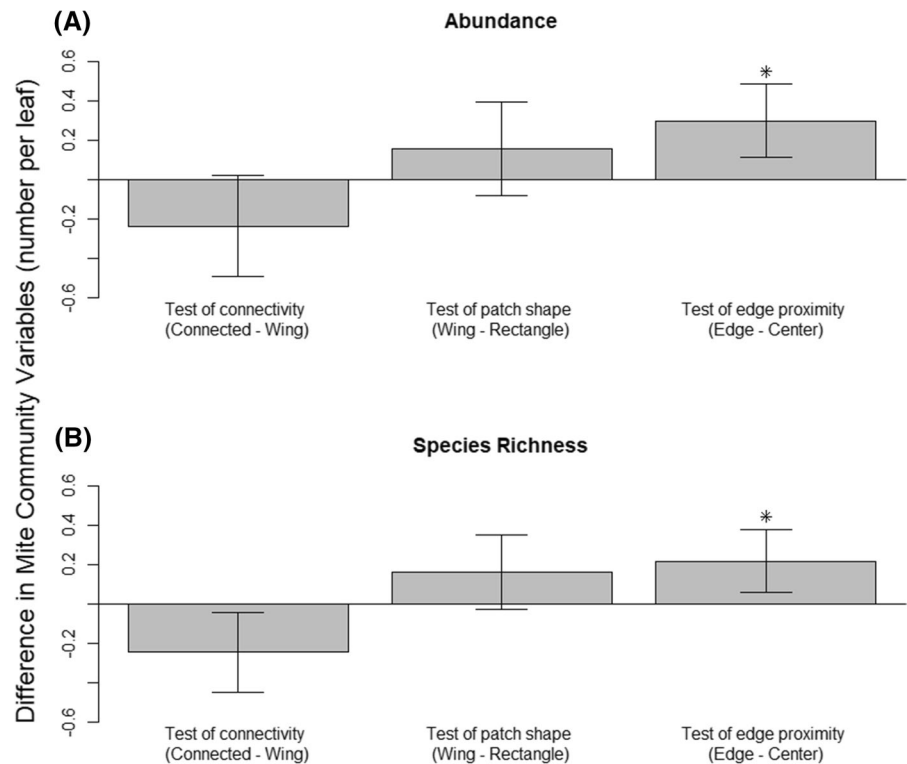 (A)
Abundance
Difference in Mite Community Variables (number per leaf)
0.6
0.4
0.2
-0.2
-0.6
*
Test of connectivity
(Connected - Wing)
Test of patch shape
(Wing - Rectangle)
Test of edge proximity
(Edge - Center)
(B)
Species Richness
0.6
0.4
0.2
-0.2
-0.6
*
Test of connectivity
(Connected - Wing)
Test of patch shape
(Wing - Rectangle)
Test of edge proximity
(Edge - Center)